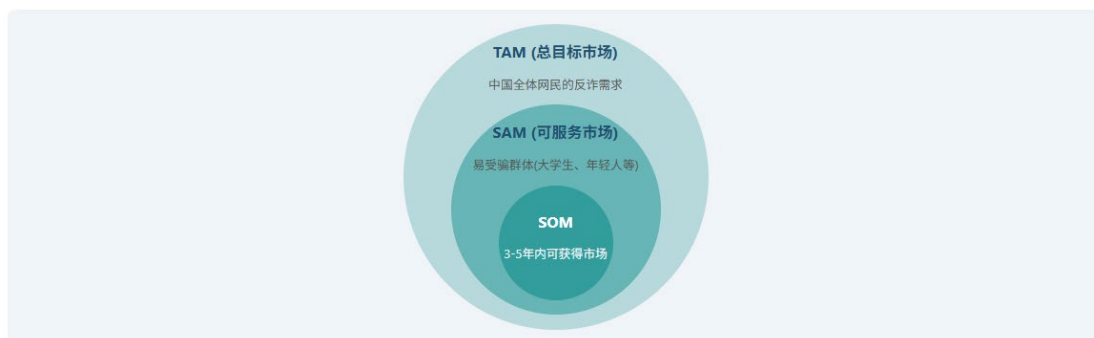 TAM (总目标市场)
中国全体网民的反诈需求
SAM (可服务市场)
易受骗群体(大学生、年轻人等)
SOM
3-5年内可获得市场